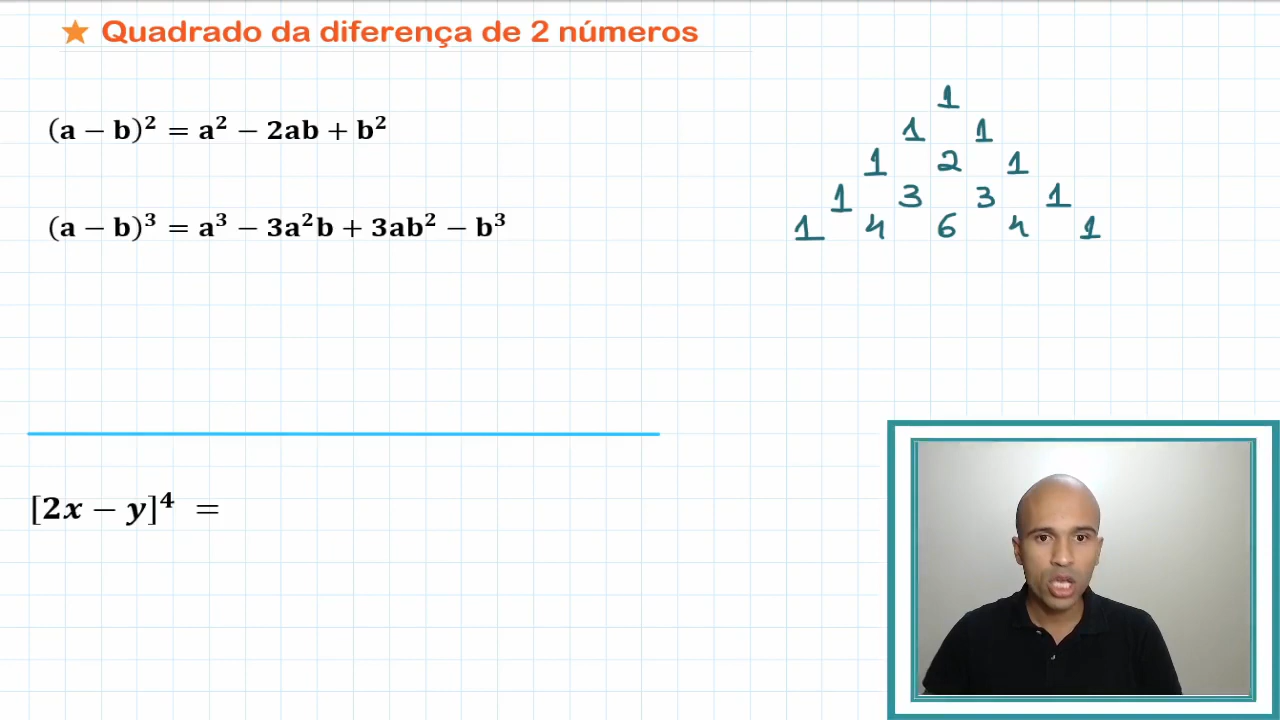 ★ Quadrado da diferença de 2 números
(a − b)² = a² − 2ab + b²
(a − b)³ = a³ − 3a²b + 3ab² − b³
1
1 1
1 2 1
1 3 3 1
1 4 6 4 1
[2x − y]⁴ =